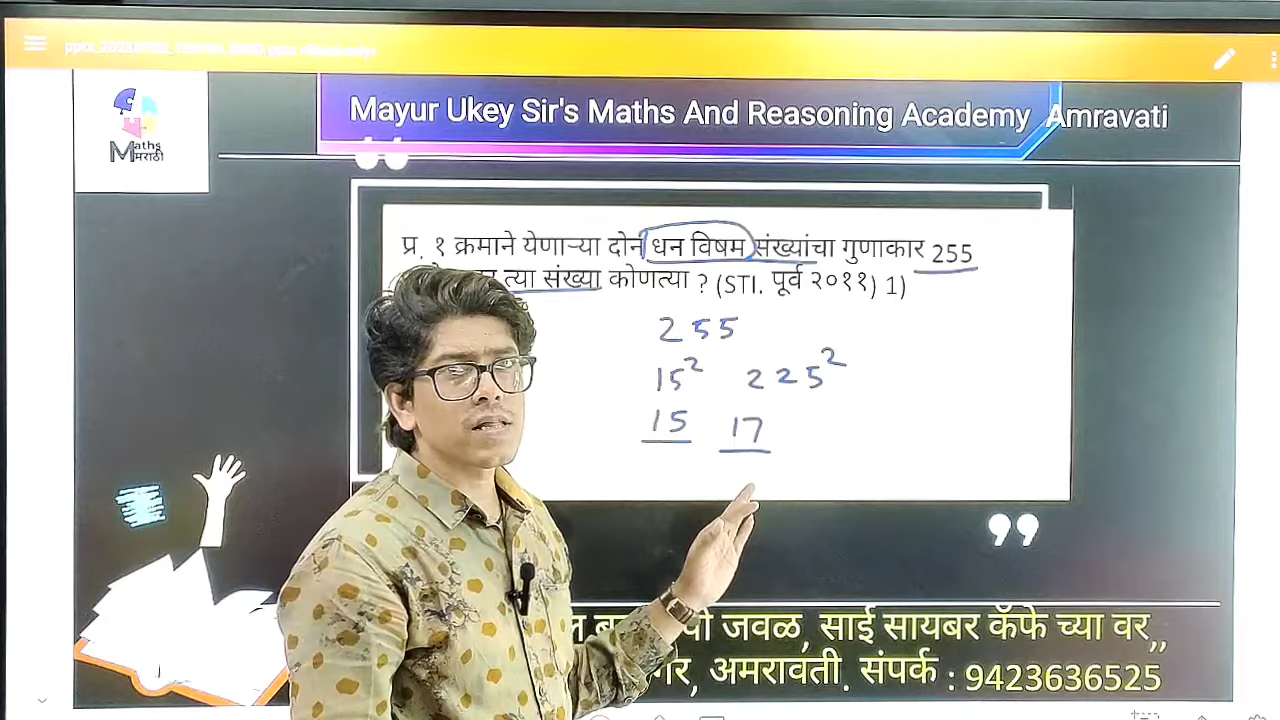 Mayur Ukey Sir's Maths And Reasoning Academy Amravati
Maths
मराठी
प्र. १ क्रमाने येणाऱ्या दोन धन विषम संख्यांचा गुणाकार 255
त्या संख्या कोणत्या ? (STI. पूर्व २०११) 1)
255
15² 225²
15 17
जवळ, साई सायबर कॅफे च्या वर,,
अमरावती. संपर्क : 9423636525